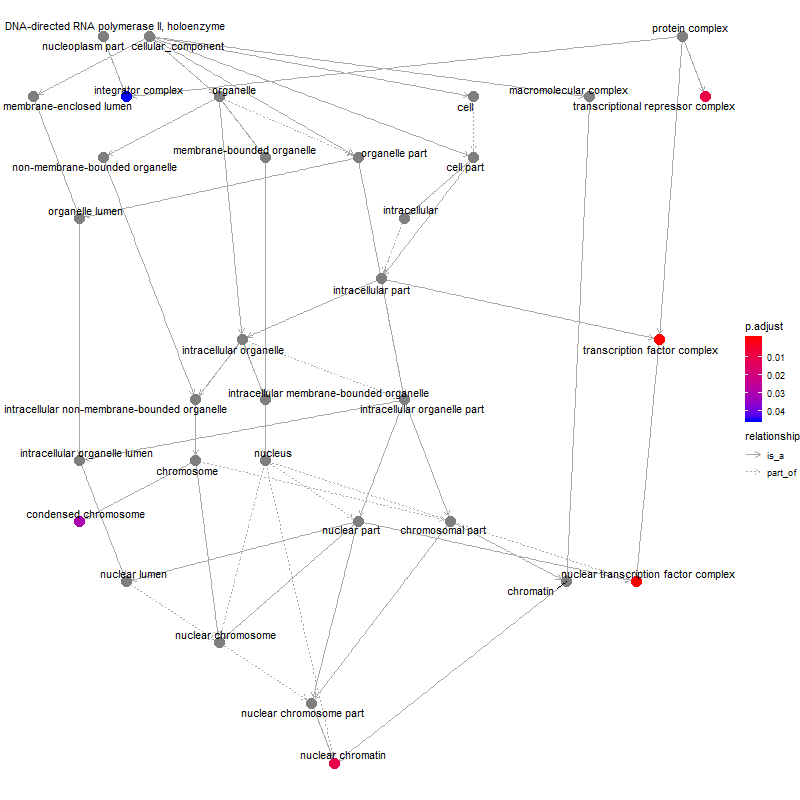 DNA-directed RNA polymerase II, holoenzyme
protein complex
nucleoplasm part
cellular_component
integrator complex
organelle
macromolecular complex
membrane-enclosed lumen
cell
transcriptional repressor complex
membrane-bounded organelle
organelle part
non-membrane-bounded organelle
cell part
organelle lumen
intracellular
intracellular part
p.adjust
0.01
0.02
0.03
0.04
intracellular organelle
transcription factor complex
intracellular membrane-bounded organelle
intracellular non-membrane-bounded organelle
intracellular organelle part
relationship
is_a
part_of
intracellular organelle lumen
nucleus
chromosome
condensed chromosome
nuclear part
chromosomal part
nuclear lumen
nuclear transcription factor complex
chromatin
nuclear chromosome
nuclear chromosome part
nuclear chromatin